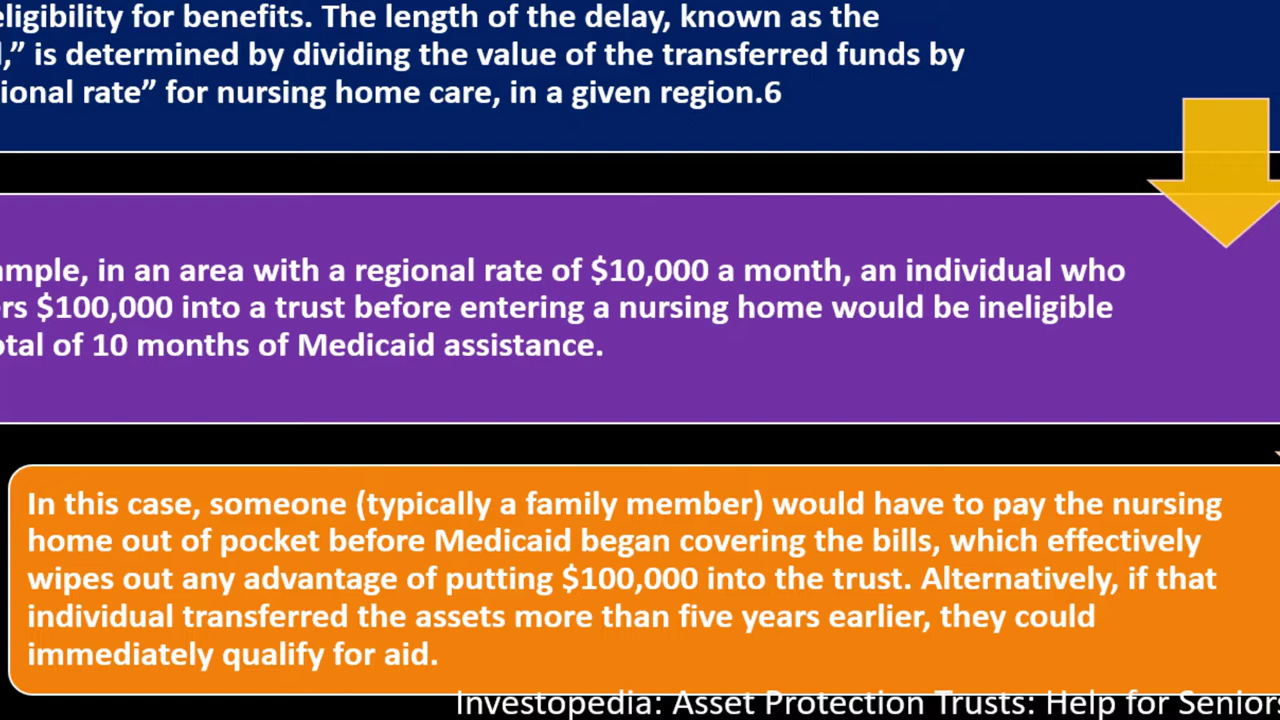 eligibility for benefits. The length of the delay, known as the
,” is determined by dividing the value of the transferred funds by
ional rate” for nursing home care, in a given region.6
ample, in an area with a regional rate of $10,000 a month, an individual who
ers $100,000 into a trust before entering a nursing home would be ineligible
otal of 10 months of Medicaid assistance.
In this case, someone (typically a family member) would have to pay the nursing
home out of pocket before Medicaid began covering the bills, which effectively
wipes out any advantage of putting $100,000 into the trust. Alternatively, if that
individual transferred the assets more than five years earlier, they could
immediately qualify for aid.
Investopedia: Asset Protection Trusts: Help for Seniors